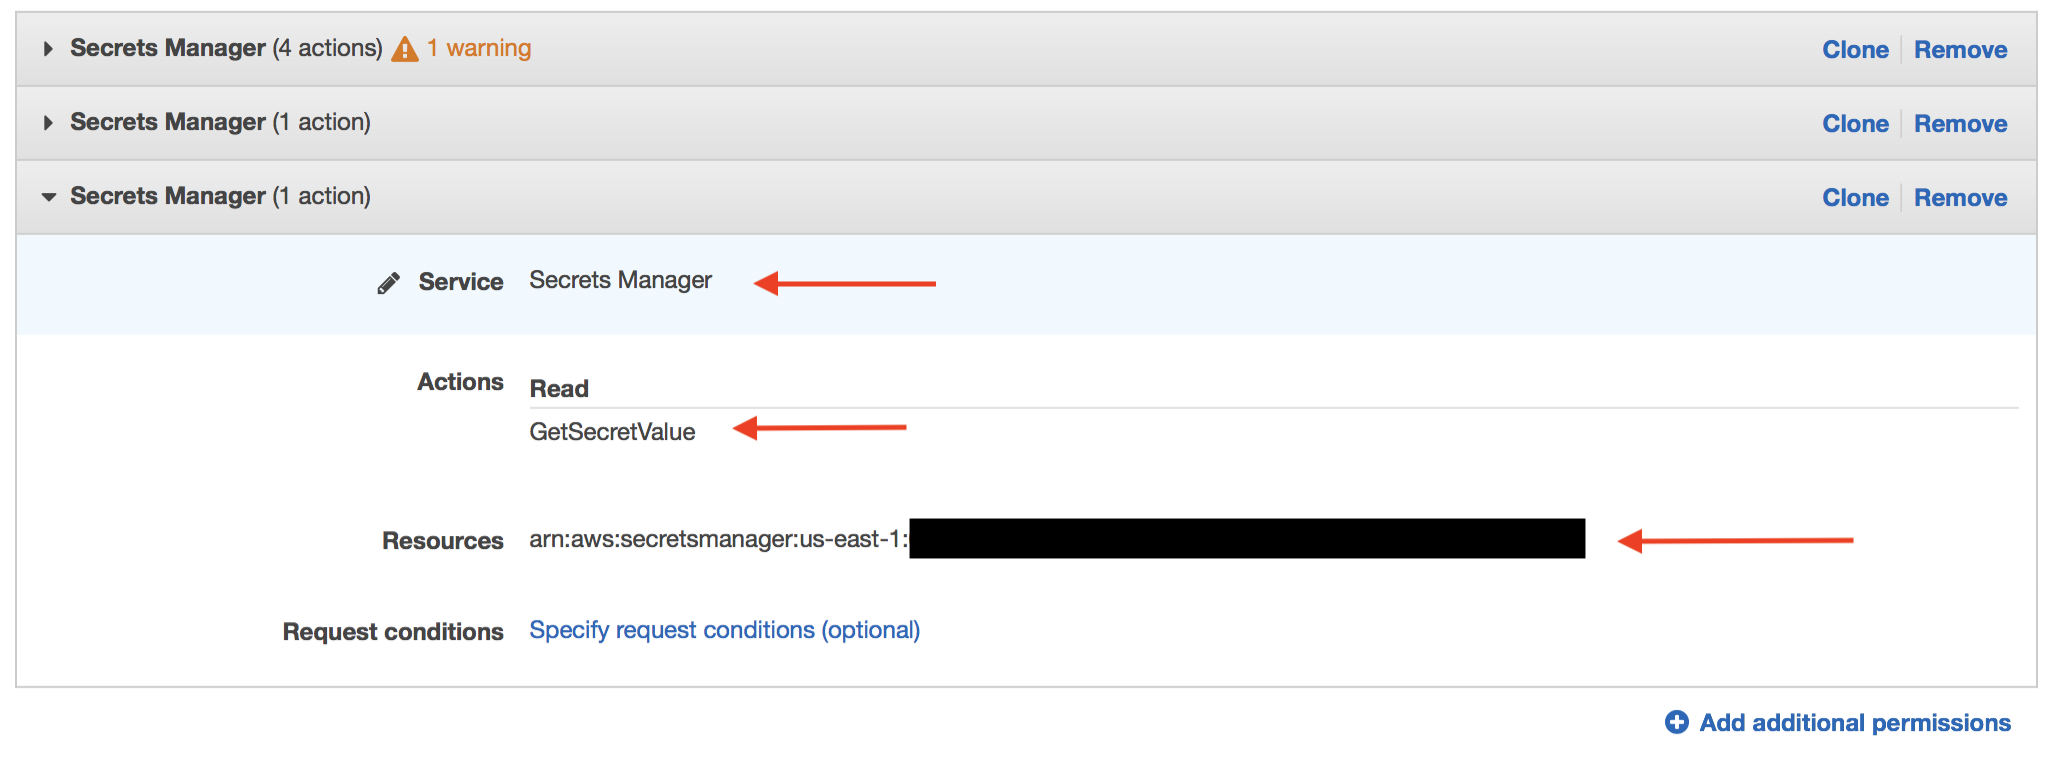 Secrets Manager (4 actions) 1 warning Clone Remove
Secrets Manager (1 action) Clone Remove
Secrets Manager (1 action) Clone Remove
Service Secrets Manager
Actions Read
GetSecretValue
Resources arn:aws:secretsmanager:us-east-1:
Request conditions Specify request conditions (optional)
Add additional permissions